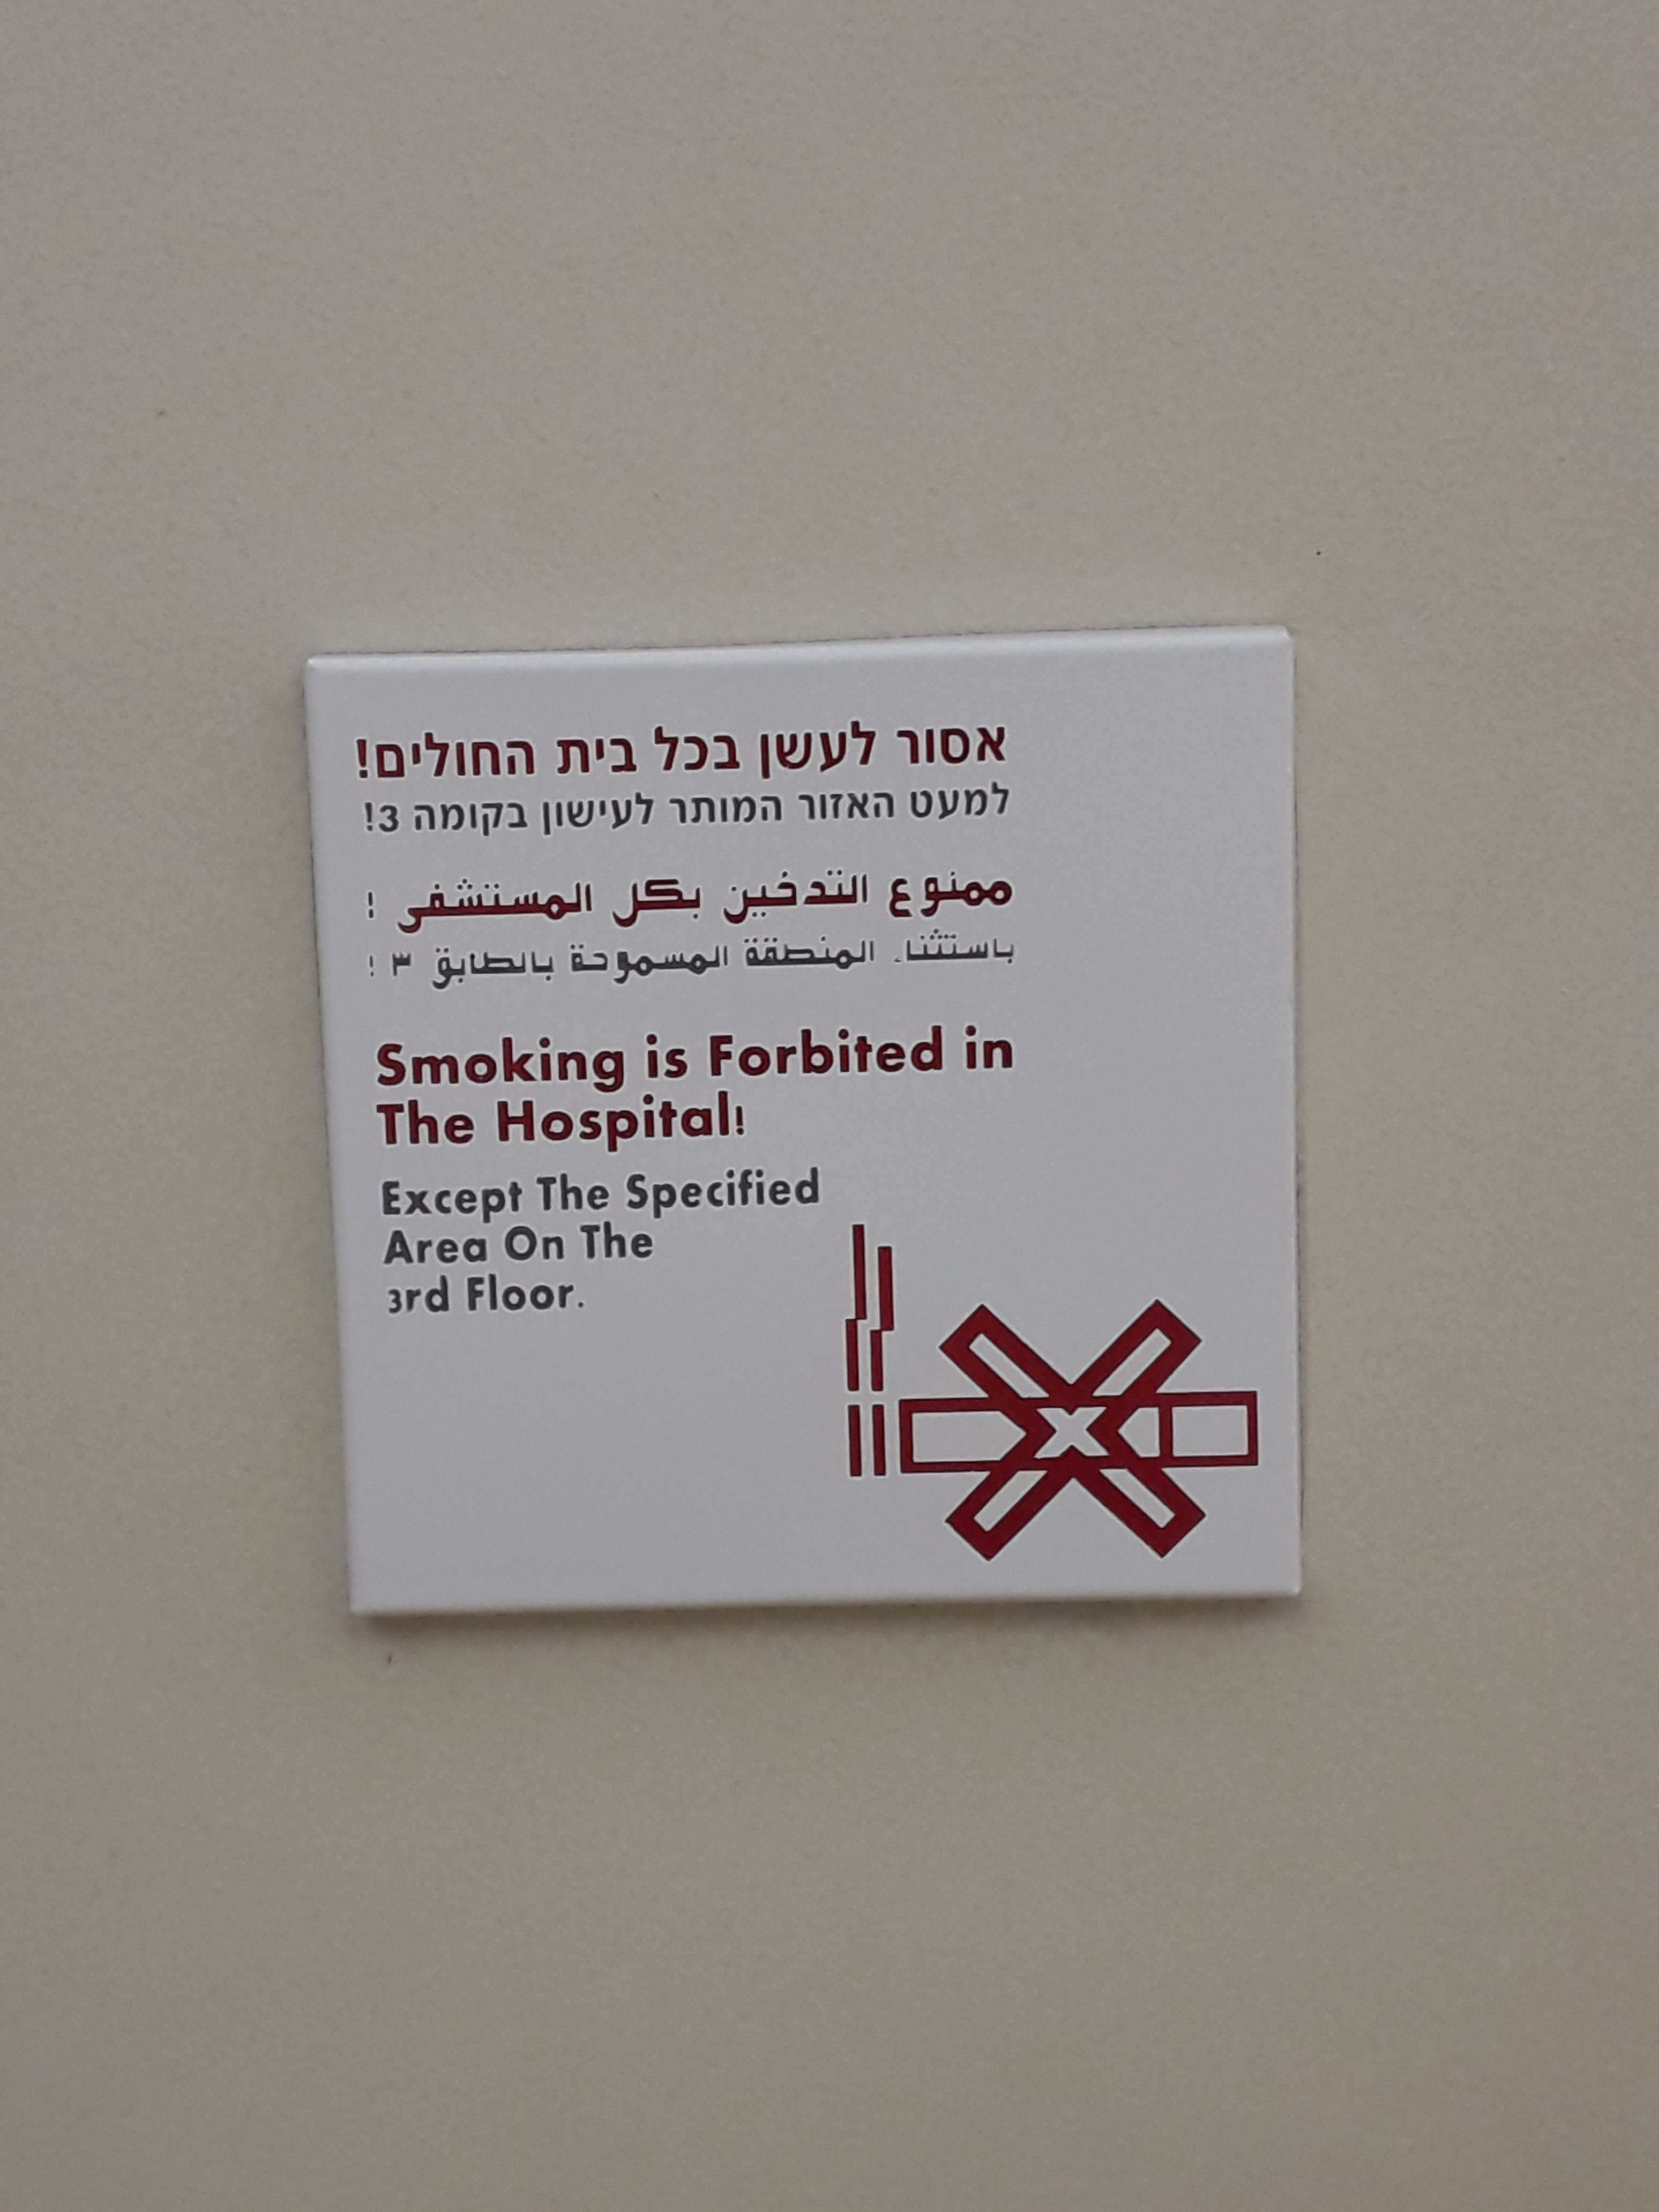 אסור לעשן בכל בית החולים!
למעט האזור המותר לעישון בקומה 3!
ممنوع التدخين بكل المستشفى !
باستثناء المنطقة المسموحة بالطابق ٣ !
Smoking is Forbited in
The Hospital!
Except The Specified
Area On The
3rd Floor.